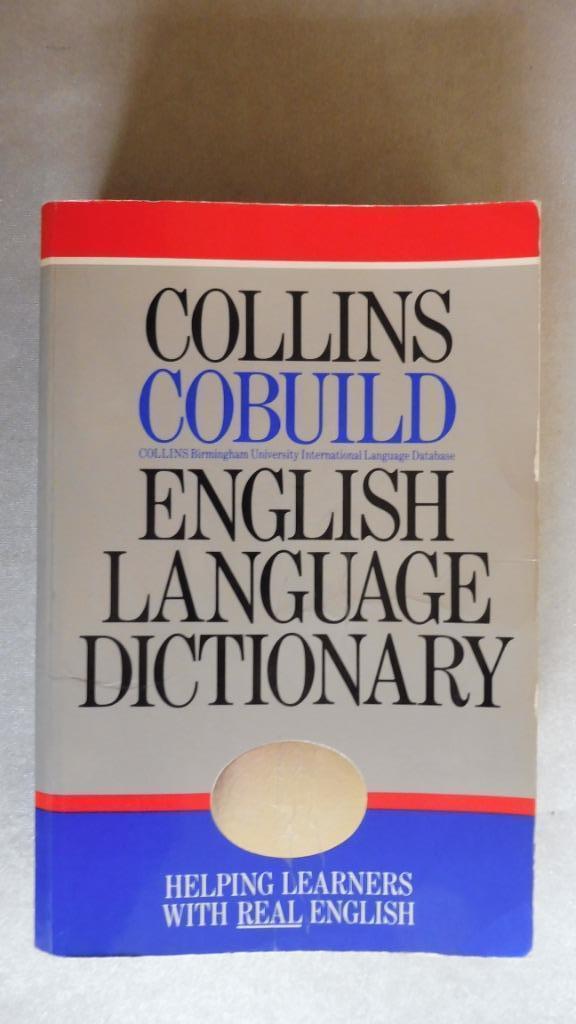 COLLINS
COBUILD
COLLINS Birmingham University International Language Database
ENGLISH
LANGUAGE
DICTIONARY
HELPING LEARNERS
WITH REAL ENGLISH